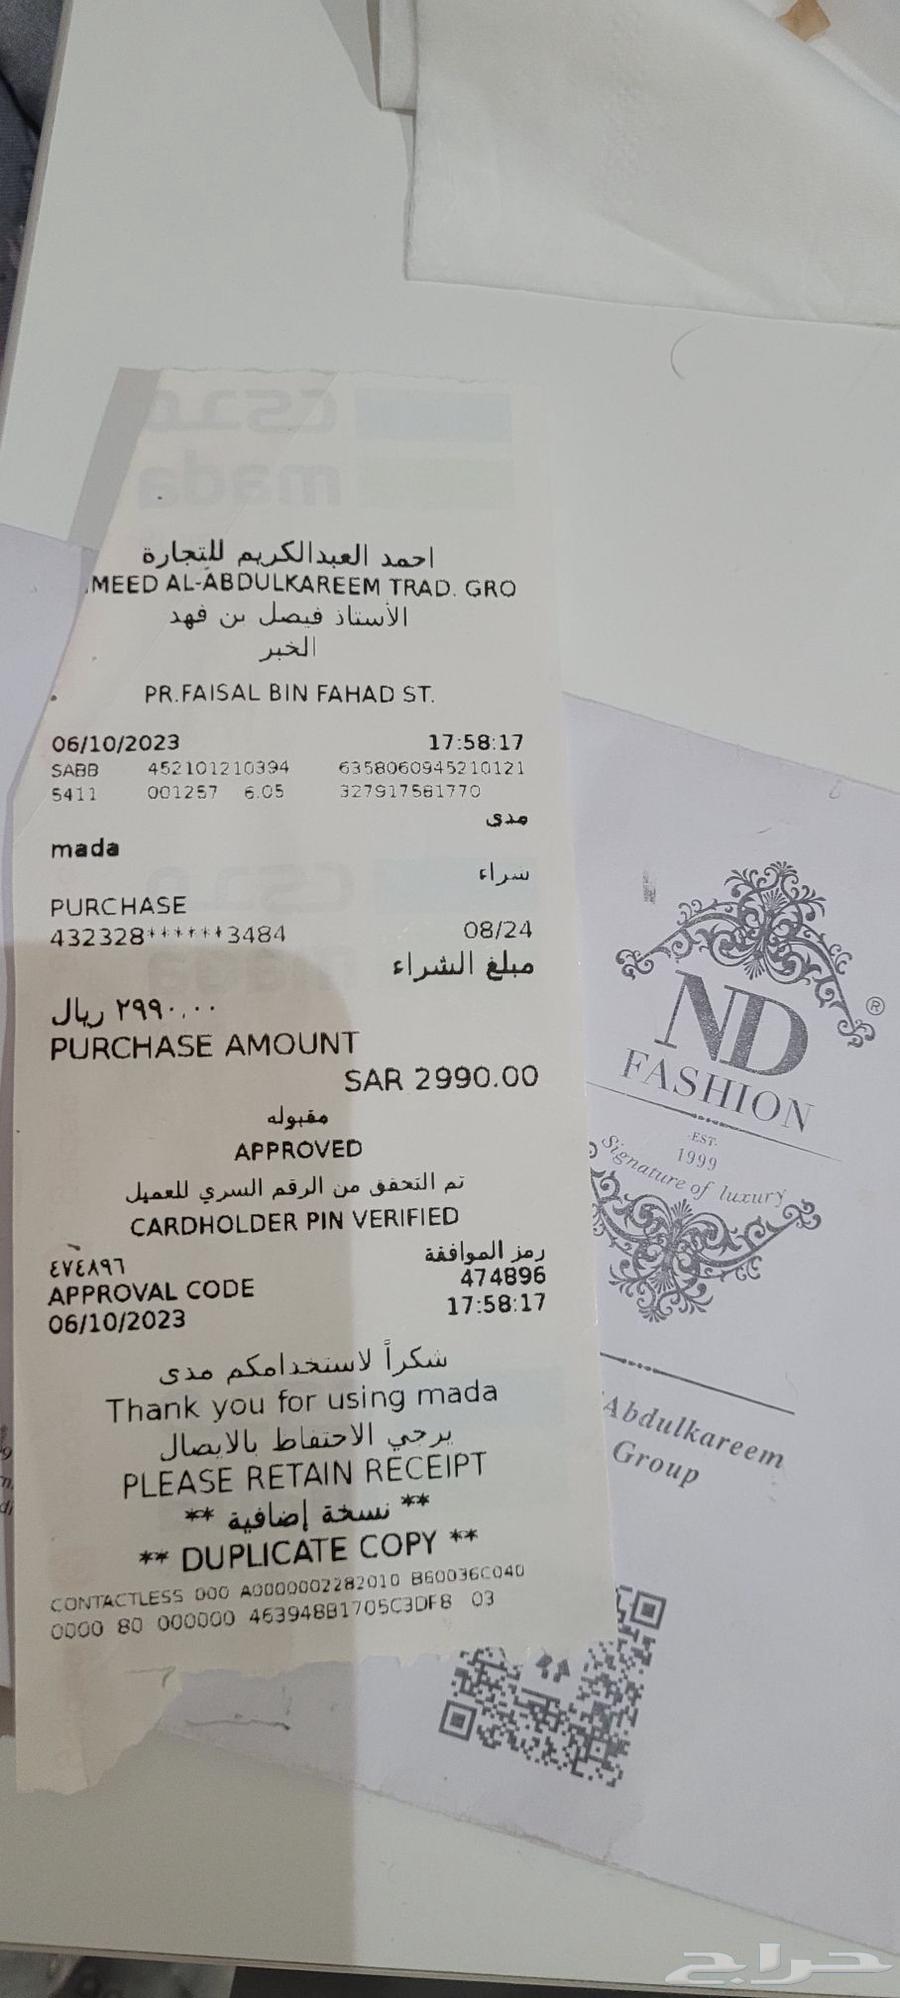 احمد العبدالكريم للتجارة
MEED AL-ABDULKAREEM TRAD. GRO
الأستاذ فيصل بن فهد
الخبر
PR.FAISAL BIN FAHAD ST.
06/10/2023 17:58:17
SABB 452101210394 6358060945210121
5411 001257 6.05 327917581770
مدى
mada
شراء
PURCHASE
432328******3484 08/24
مبلغ الشراء
٢٩٩٠.٠٠ ريال
PURCHASE AMOUNT
SAR 2990.00
مقبوله
APPROVED
تم التحقق من الرقم السري للعميل
CARDHOLDER PIN VERIFIED
رمز الموافقة ٤٧٤٨٩٦
APPROVAL CODE 474896
06/10/2023 17:58:17
شكراً لاستخدامكم مدى
Thank you for using mada
يرجي الاحتفاظ بالايصال
PLEASE RETAIN RECEIPT
** نسخة إضافية **
** DUPLICATE COPY **
CONTACTLESS 000 A0000002282010 B60036C040
0000 80 000000 463948B1705C3DF8 03
ND
®
FASHION
·EST.
1999
Signature of luxury
Abdulkareem
Group
حراج